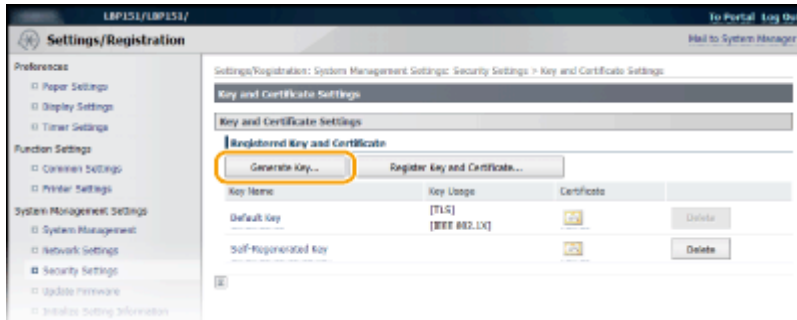 LBP151/LBP151/
To Portal Log Ou
Settings/Registration
Mail to System Manager
Preferences
Paper Settings
Display Settings
Timer Settings
Function Settings
Common Settings
Printer Settings
System Management Settings
System Management
Network Settings
Security Settings
Update Firmware
Initialize Setting Information
Settings/Registration: System Management Settings: Security Settings > Key and Certificate Settings
Key and Certificate Settings
Key and Certificate Settings
Registered Key and Certificate
Generate Key...
Register Key and Certificate...
Key Name Key Usage Certificate
Default Key [TLS] Delete
[IEEE 802.1X]
Self-Regenerated Key Delete